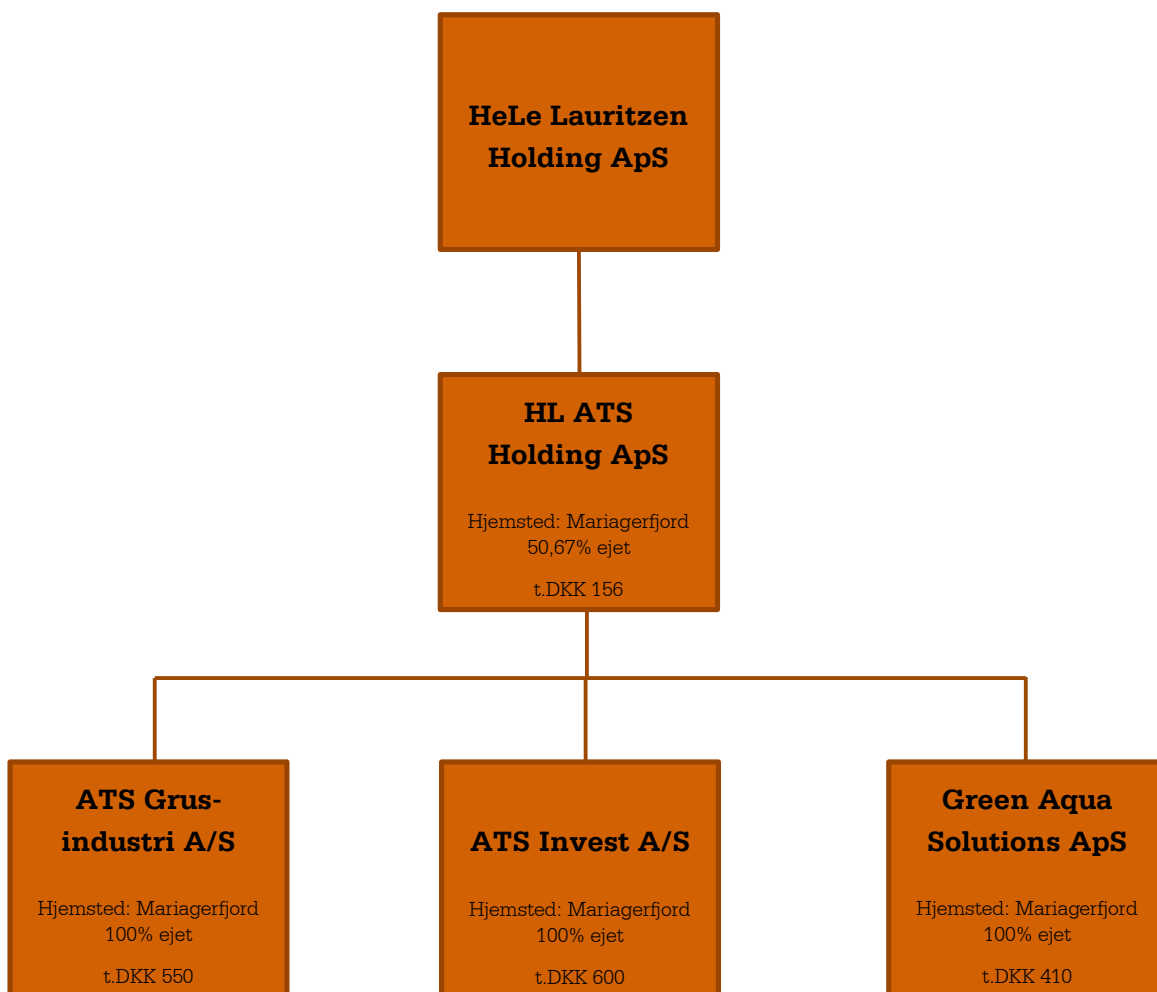 HeLe Lauritzen
Holding ApS
HL ATS
Holding ApS
Hjemsted: Mariagerfjord
50,67% ejet
t.DKK 156
ATS Grus-
industri A/S
Hjemsted: Mariagerfjord
100% ejet
t.DKK 550
ATS Invest A/S
Hjemsted: Mariagerfjord
100% ejet
t.DKK 600
Green Aqua
Solutions ApS
Hjemsted: Mariagerfjord
100% ejet
t.DKK 410